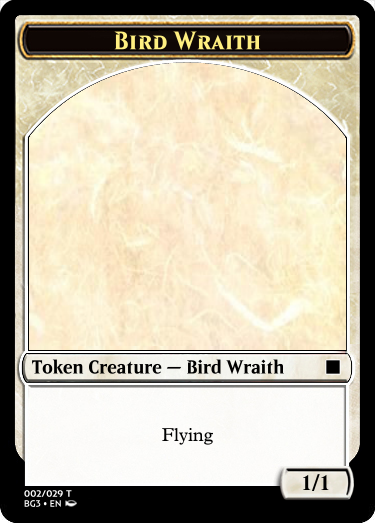 Bird Wraith
Token Creature — Bird Wraith
Flying
1/1
002/029 T
BG3 • EN